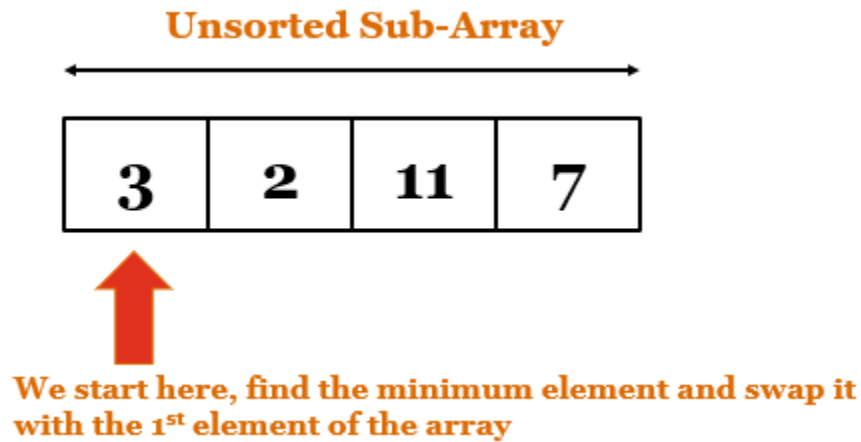 Unsorted Sub-Array
3 2 11 7
We start here, find the minimum element and swap it
with the 1st element of the array